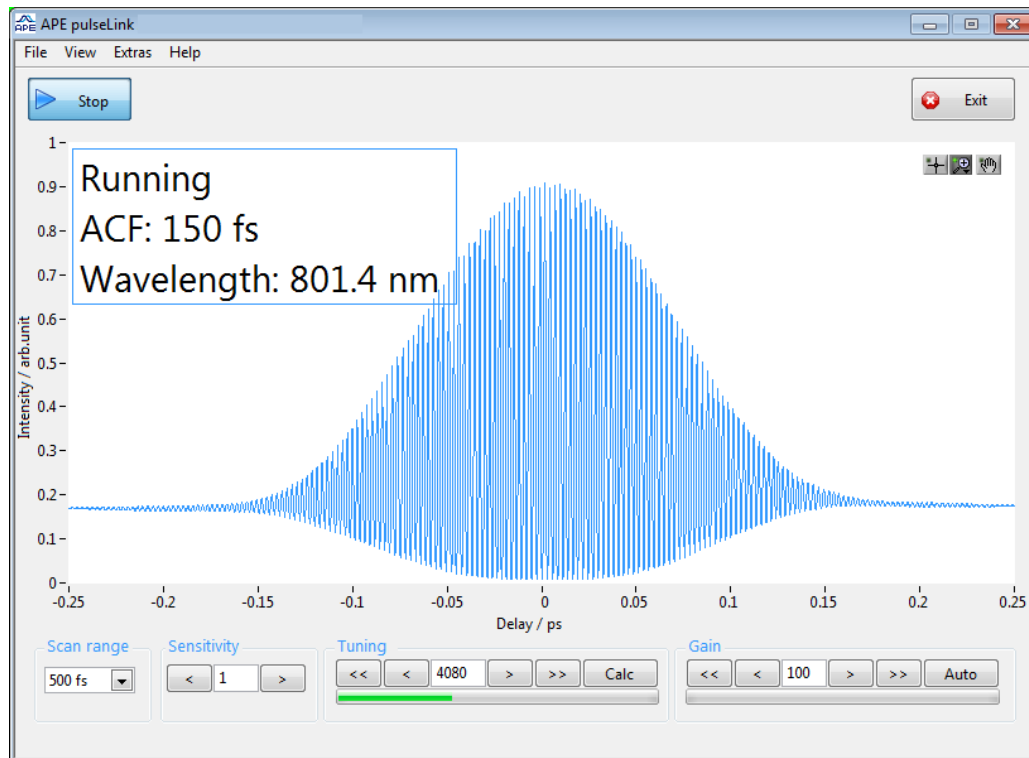 APE APE pulseLink
File View Extras Help
Stop
Exit
Running
ACF: 150 fs
Wavelength: 801.4 nm
1
0.9
0.8
0.7
0.6
0.5
0.4
0.3
0.2
0.1
0
Intensity / arb.unit
-0.25 -0.2 -0.15 -0.1 -0.05 0 0.05 0.1 0.15 0.2 0.25
Delay / ps
Scan range Sensitivity Tuning Gain
500 fs < 1 > << < 4080 > >> Calc << < 100 > >> Auto